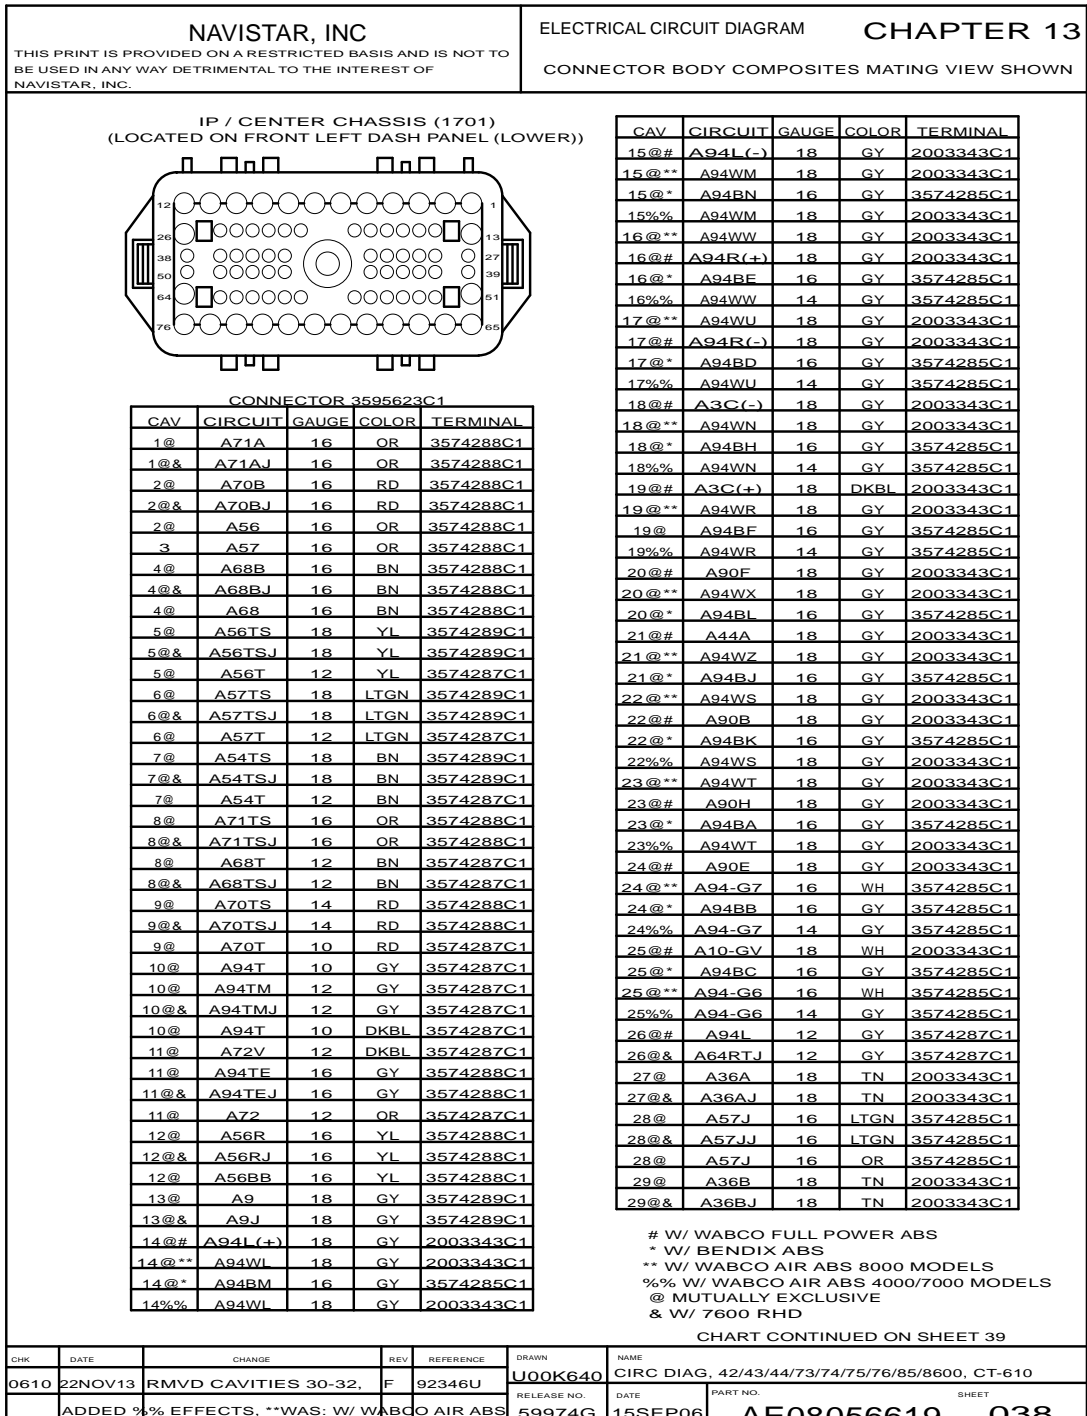 NAVISTAR, INC
THIS PRINT IS PROVIDED ON A RESTRICTED BASIS AND IS NOT TO
BE USED IN ANY WAY DETRIMENTAL TO THE INTEREST OF
NAVISTAR, INC.
ELECTRICAL CIRCUIT DIAGRAM CHAPTER 13
CONNECTOR BODY COMPOSITES MATING VIEW SHOWN
IP / CENTER CHASSIS (1701)
(LOCATED ON FRONT LEFT DASH PANEL (LOWER))
12 1
26 13
38 27
50 39
64 51
76 65
CONNECTOR 3595623C1
CAV CIRCUIT GAUGE COLOR TERMINAL
1@ A71A 16 OR 3574288C1
1@& A71AJ 16 OR 3574288C1
2@ A70B 16 RD 3574288C1
2@& A70BJ 16 RD 3574288C1
2@ A56 16 OR 3574288C1
3 A57 16 OR 3574288C1
4@ A68B 16 BN 3574288C1
4@& A68BJ 16 BN 3574288C1
4@ A68 16 BN 3574288C1
5@ A56TS 18 YL 3574289C1
5@& A56TSJ 18 YL 3574289C1
5@ A56T 12 YL 3574287C1
6@ A57TS 18 LTGN 3574289C1
6@& A57TSJ 18 LTGN 3574289C1
6@ A57T 12 LTGN 3574287C1
7@ A54TS 18 BN 3574289C1
7@& A54TSJ 18 BN 3574289C1
7@ A54T 12 BN 3574287C1
8@ A71TS 16 OR 3574288C1
8@& A71TSJ 16 OR 3574288C1
8@ A68T 12 BN 3574287C1
8@& A68TSJ 12 BN 3574287C1
9@ A70TS 14 RD 3574288C1
9@& A70TSJ 14 RD 3574288C1
9@ A70T 10 RD 3574287C1
10@ A94T 10 GY 3574287C1
10@ A94TM 12 GY 3574287C1
10@& A94TMJ 12 GY 3574287C1
10@ A94T 10 DKBL 3574287C1
11@ A72V 12 DKBL 3574287C1
11@ A94TE 16 GY 3574288C1
11@& A94TEJ 16 GY 3574288C1
11@ A72 12 OR 3574287C1
12@ A56R 16 YL 3574288C1
12@& A56RJ 16 YL 3574288C1
12@ A56BB 16 YL 3574288C1
13@ A9 18 GY 3574289C1
13@& A9J 18 GY 3574289C1
14@# A94L(+) 18 GY 2003343C1
14@** A94WL 18 GY 2003343C1
14@* A94BM 16 GY 3574285C1
14%% A94WL 18 GY 2003343C1
CAV CIRCUIT GAUGE COLOR TERMINAL
15@# A94L(-) 18 GY 2003343C1
15@** A94WM 18 GY 2003343C1
15@* A94BN 16 GY 3574285C1
15%% A94WM 18 GY 2003343C1
16@** A94WW 18 GY 2003343C1
16@# A94R(+) 18 GY 2003343C1
16@* A94BE 16 GY 3574285C1
16%% A94WW 14 GY 3574285C1
17@** A94WU 18 GY 2003343C1
17@# A94R(-) 18 GY 2003343C1
17@* A94BD 16 GY 3574285C1
17%% A94WU 14 GY 3574285C1
18@# A3C(-) 18 GY 2003343C1
18@** A94WN 18 GY 2003343C1
18@* A94BH 16 GY 3574285C1
18%% A94WN 14 GY 3574285C1
19@# A3C(+) 18 DKBL 2003343C1
19@** A94WR 18 GY 2003343C1
19@ A94BF 16 GY 3574285C1
19%% A94WR 14 GY 3574285C1
20@# A90F 18 GY 2003343C1
20@** A94WX 18 GY 2003343C1
20@* A94BL 16 GY 3574285C1
21@# A44A 18 GY 2003343C1
21@** A94WZ 18 GY 2003343C1
21@* A94BJ 16 GY 3574285C1
22@** A94WS 18 GY 2003343C1
22@# A90B 18 GY 2003343C1
22@* A94BK 16 GY 3574285C1
22%% A94WS 18 GY 2003343C1
23@** A94WT 18 GY 2003343C1
23@# A90H 18 GY 2003343C1
23@* A94BA 16 GY 3574285C1
23%% A94WT 18 GY 2003343C1
24@# A90E 18 GY 2003343C1
24@** A94-G7 16 WH 3574285C1
24@* A94BB 16 GY 3574285C1
24%% A94-G7 14 GY 3574285C1
25@# A10-GV 18 WH 2003343C1
25@* A94BC 16 GY 3574285C1
25@** A94-G6 16 WH 3574285C1
25%% A94-G6 14 GY 3574285C1
26@# A94L 12 GY 3574287C1
26@& A64RTJ 12 GY 3574287C1
27@ A36A 18 TN 2003343C1
27@& A36AJ 18 TN 2003343C1
28@ A57J 16 LTGN 3574285C1
28@& A57JJ 16 LTGN 3574285C1
28@ A57J 16 OR 3574285C1
29@ A36B 18 TN 2003343C1
29@& A36BJ 18 TN 2003343C1
# W/ WABCO FULL POWER ABS
* W/ BENDIX ABS
** W/ WABCO AIR ABS 8000 MODELS
%% W/ WABCO AIR ABS 4000/7000 MODELS
@ MUTUALLY EXCLUSIVE
& W/ 7600 RHD
CHART CONTINUED ON SHEET 39
CHK DATE CHANGE REV REFERENCE DRAWN NAME
0610 22NOV13 RMVD CAVITIES 30-32, F 92346U U00K640 CIRC DIAG, 42/43/44/73/74/75/76/85/8600, CT-610
RELEASE NO. DATE PART NO. SHEET
ADDED %% EFFECTS, **WAS: W/ WABCO AIR ABS 59974G 15SEP06 AE08056619 038